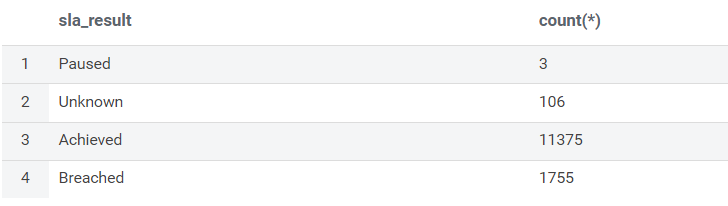 sla_result count(*)
1 Paused 3
2 Unknown 106
3 Achieved 11375
4 Breached 1755